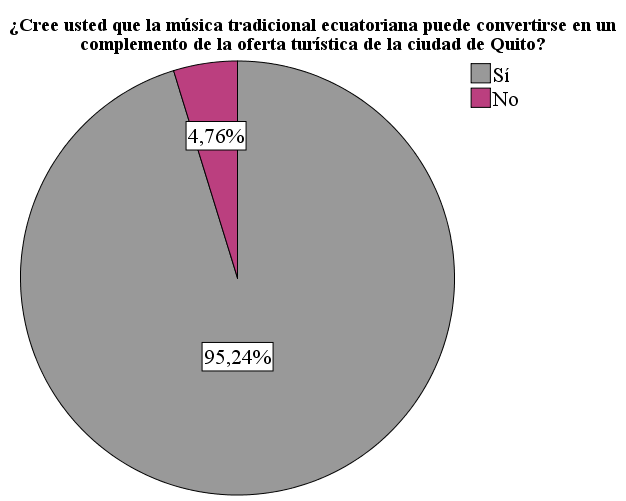 ¿Cree usted que la música tradicional ecuatoriana puede convertirse en un
complemento de la oferta turística de la ciudad de Quito?
Sí
No
4,76%
95,24%